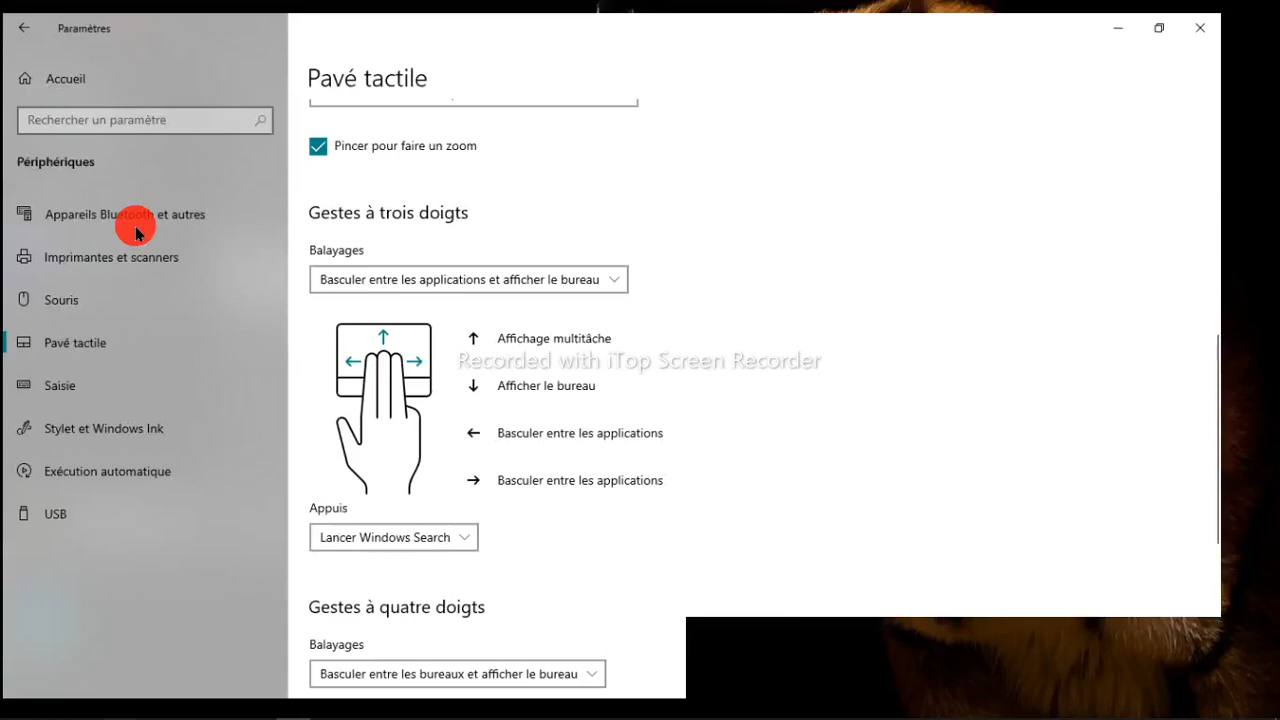 Paramètres
Accueil
Rechercher un paramètre
Périphériques
Appareils Bluetooth et autres
Imprimantes et scanners
Souris
Pavé tactile
Saisie
Stylet et Windows Ink
Exécution automatique
USB
Pavé tactile
Pincer pour faire un zoom
Gestes à trois doigts
Balayages
Basculer entre les applications et afficher le bureau
Affichage multitâche
Recorded with iTop Screen Recorder
Afficher le bureau
Basculer entre les applications
Basculer entre les applications
Appuis
Lancer Windows Search
Gestes à quatre doigts
Balayages
Basculer entre les bureaux et afficher le bureau